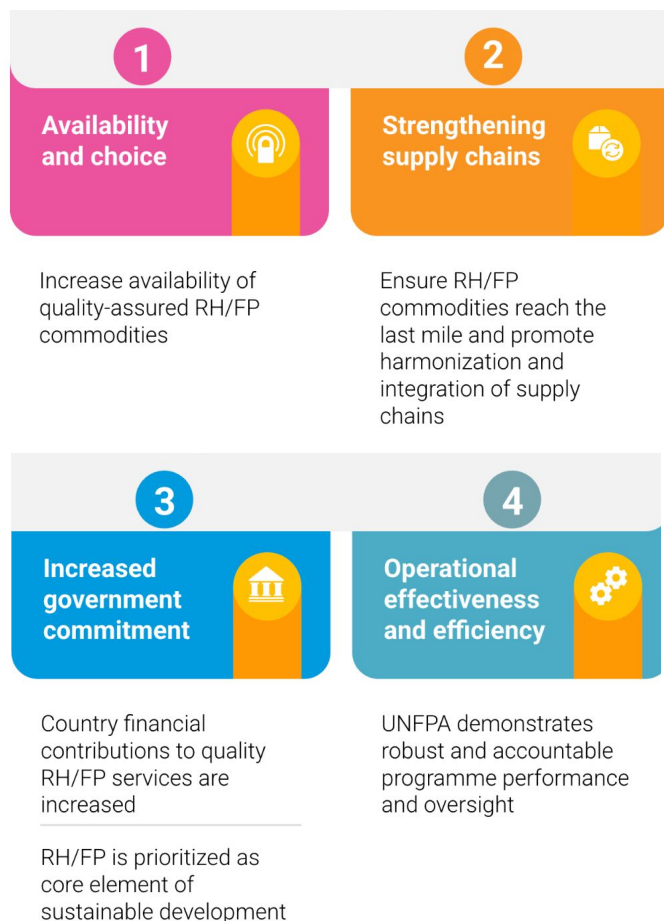 1
Availability
and choice
Increase availability of
quality-assured RH/FP
commodities
2
Strengthening
supply chains
Ensure RH/FP
commodities reach the
last mile and promote
harmonization and
integration of supply
chains
3
Increased
government
commitment
Country financial
contributions to quality
RH/FP services are
increased
RH/FP is prioritized as
core element of
sustainable development
4
Operational
effectiveness
and efficiency
UNFPA demonstrates
robust and accountable
programme performance
and oversight